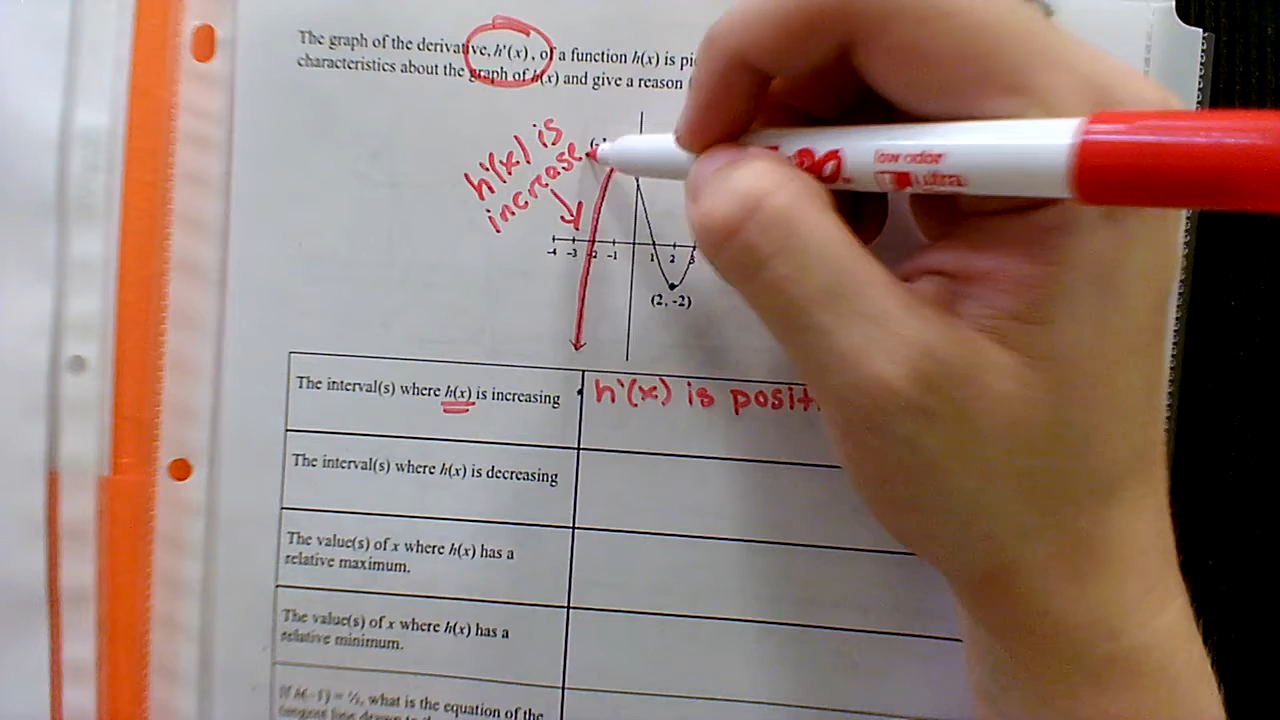 The graph of the derivative, h'(x), of a function h(x) is
characteristics about the graph of h(x) and give a reason
h'(x) is
increase
-4 -3 -2 -1 1 2 3
(2, -2)
low odor
ultra
The interval(s) where h(x) is increasing
h'(x) is
The interval(s) where h(x) is decreasing
The value(s) of x where h(x) has a
relative maximum.
The value(s) of x where h(x) has a
relative minimum.
what is the equation of the